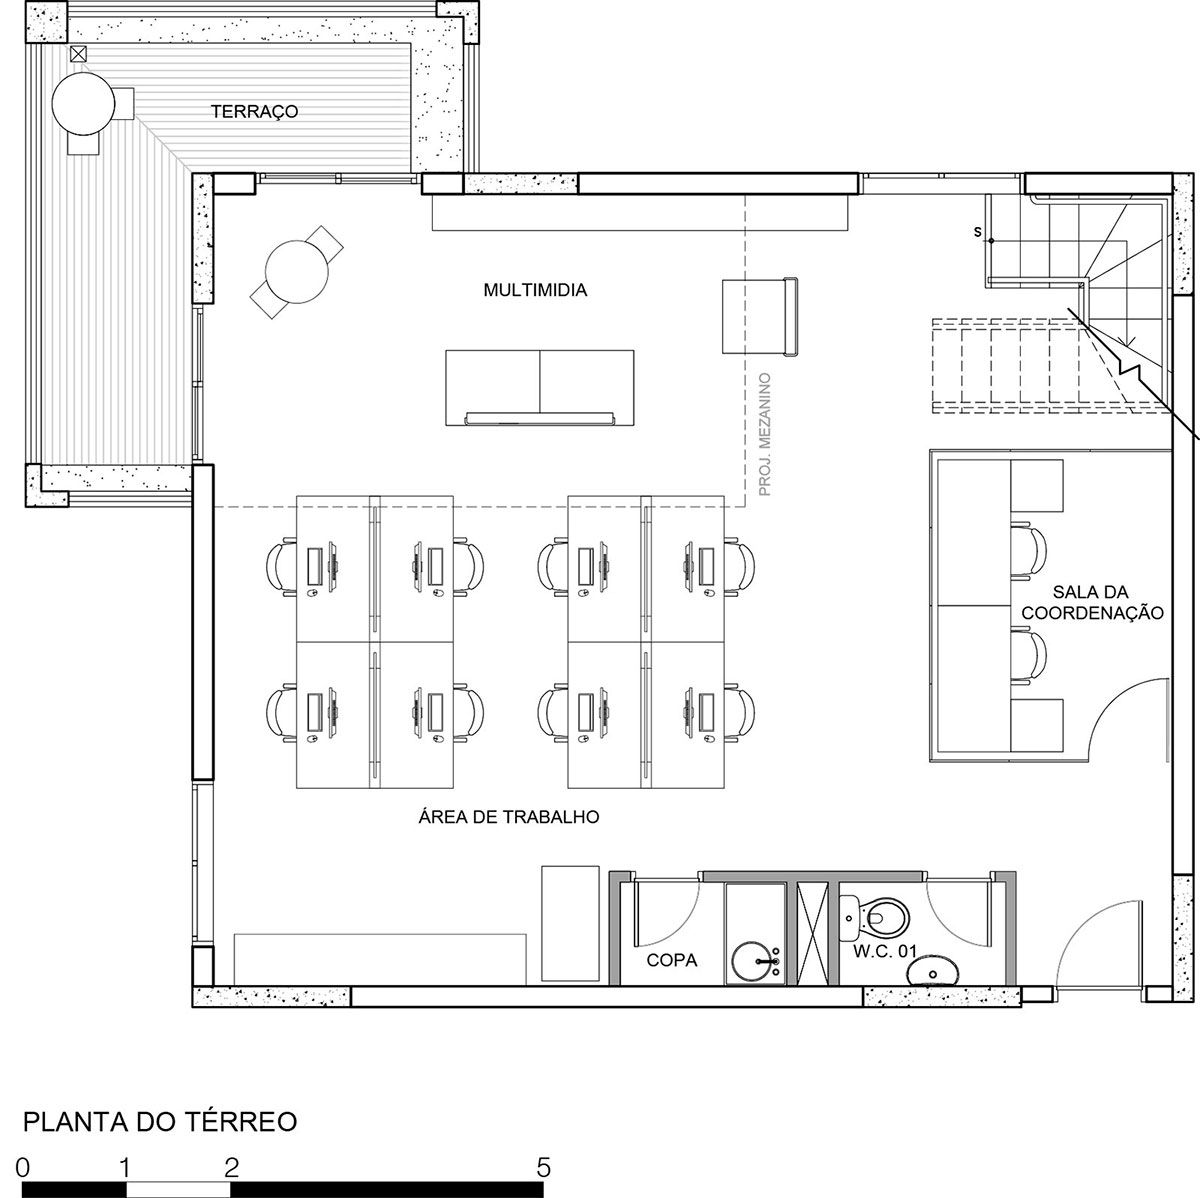 TERRAÇO
S
MULTIMIDIA
PROJ. MEZANINO
SALA DA
COORDENAÇÃO
ÁREA DE TRABALHO
COPA
W.C. 01
PLANTA DO TÉRREO
0 1 2 5